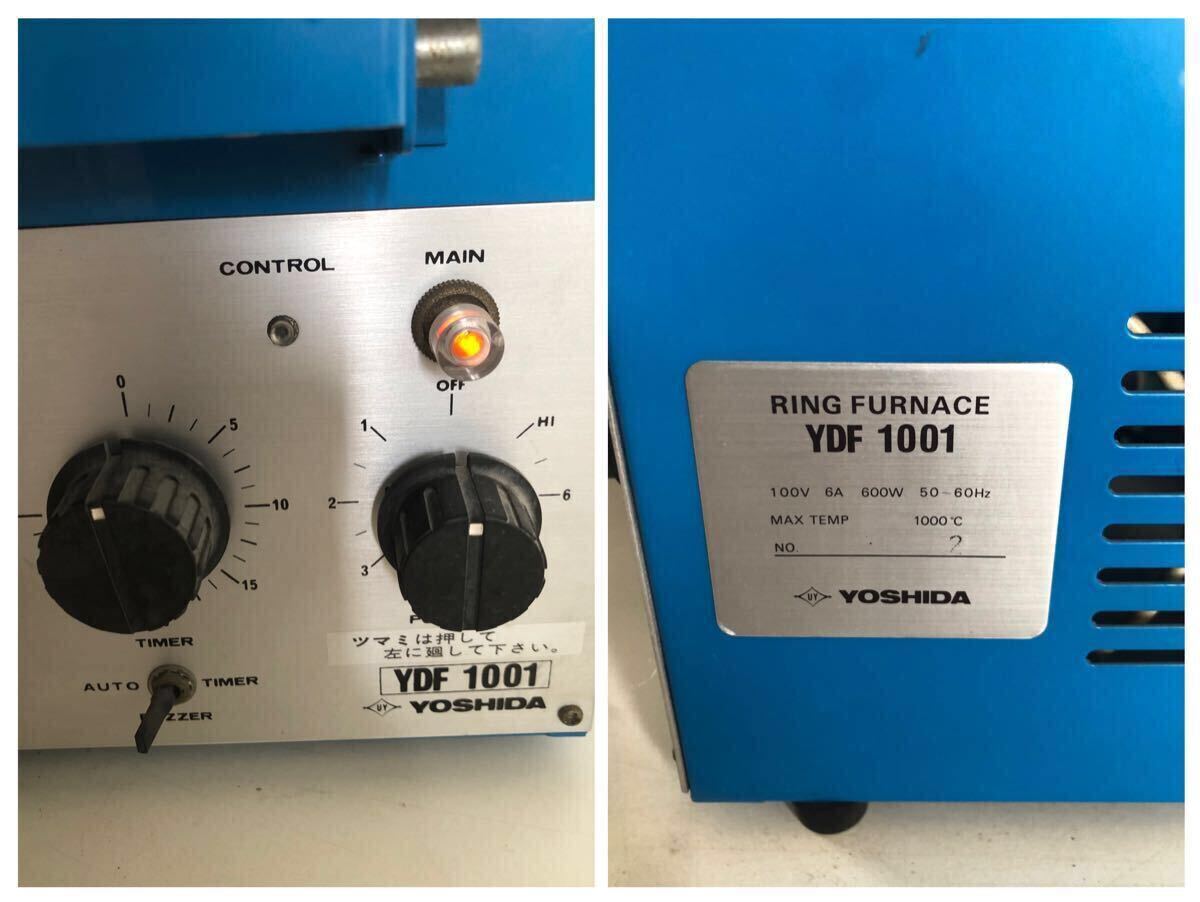 CONTROL
MAIN
OFF
0
5
10
15
TIMER
1
2
3
HI
6
ツマミは押して
左に廻して下さい。
AUTO
TIMER
YDF 1001
UY YOSHIDA
RING FURNACE
YDF 1001
100V 6A 600W 50~60Hz
MAX TEMP 1000℃
NO.
UY YOSHIDA